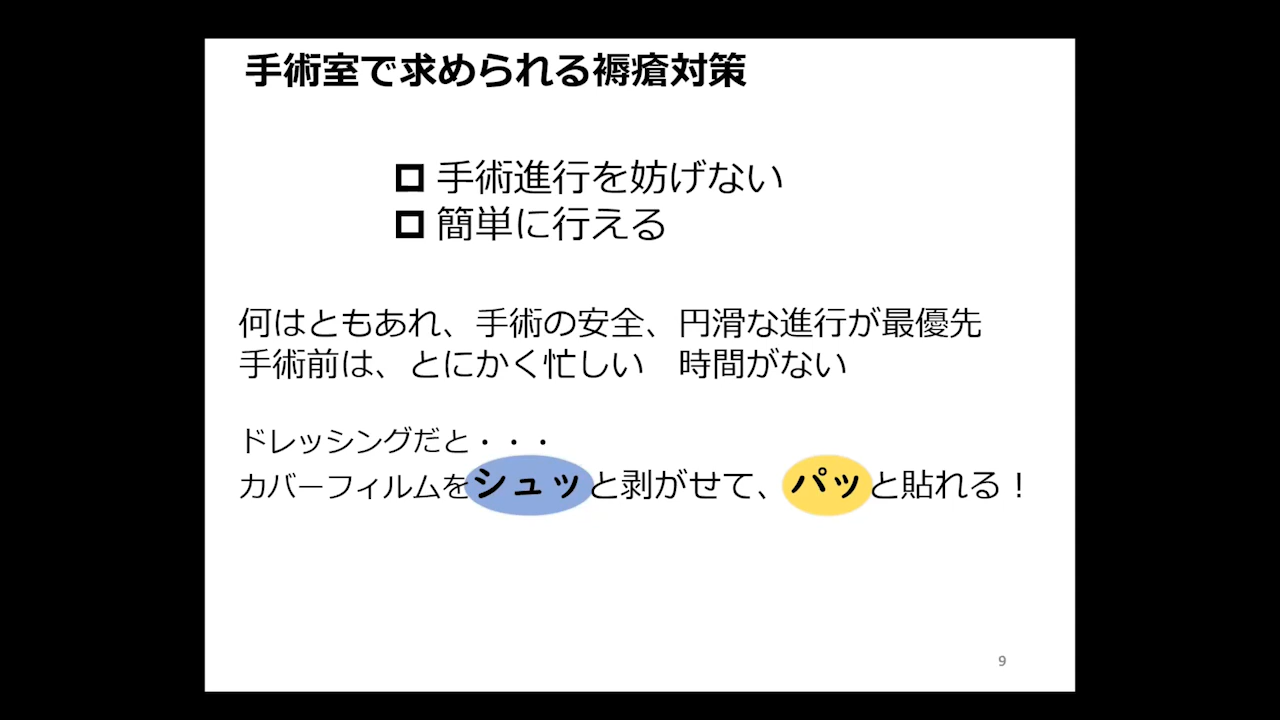 手術室で求められる褥瘡対策
手術進行を妨げない
簡単に行える
何はともあれ、手術の安全、円滑な進行が最優先
手術前は、とにかく忙しい　時間がない
ドレッシングだと・・・
カバーフィルムをシュッと剥がせて、パッと貼れる！
9